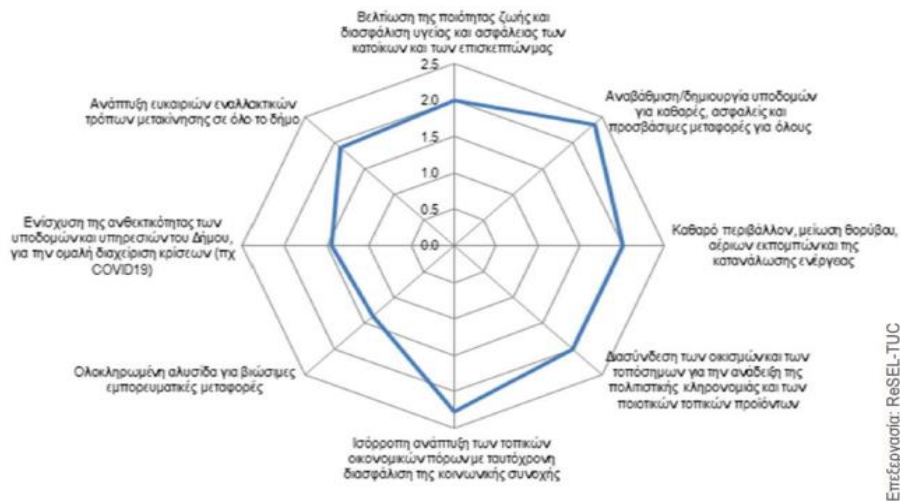 Βελτίωση της ποιότητας ζωής και
διασφάλιση υγείας και ασφάλειας των
κατοίκων και των επισκεπτών μας
Αναβάθμιση/δημιουργία υποδομών
για καθαρές, ασφαλείς και
προσβάσιμες μεταφορές για όλους
Καθαρό περιβάλλον, μείωση θορύβου,
αέριων εκπομπών και της
κατανάλωσης ενέργειας
Διασύνδεση των οικισμών και των
τοπόσημων για την ανάδειξη της
πολιτιστικής κληρονομιάς και των
ποιοτικών τοπικών προϊόντων
Ισόρροπη ανάπτυξη των τοπικών
οικονομικών πόρων με ταυτόχρονη
διασφάλιση της κοινωνικής συνοχής
Ολοκληρωμένη αλυσίδα για βιώσιμες
εμπορευματικές μεταφορές
Ενίσχυση της ανθεκτικότητας των
υποδομών και υπηρεσιών του Δήμου,
για την ομαλή διαχείριση κρίσεων (πχ
COVID19)
Ανάπτυξη ευκαιριών εναλλακτικών
τρόπων μετακίνησης σε όλο το δήμο
2.5
2.0
1.5
1.0
0.5
0.0
Επεξεργασία: ReSEL-TUC